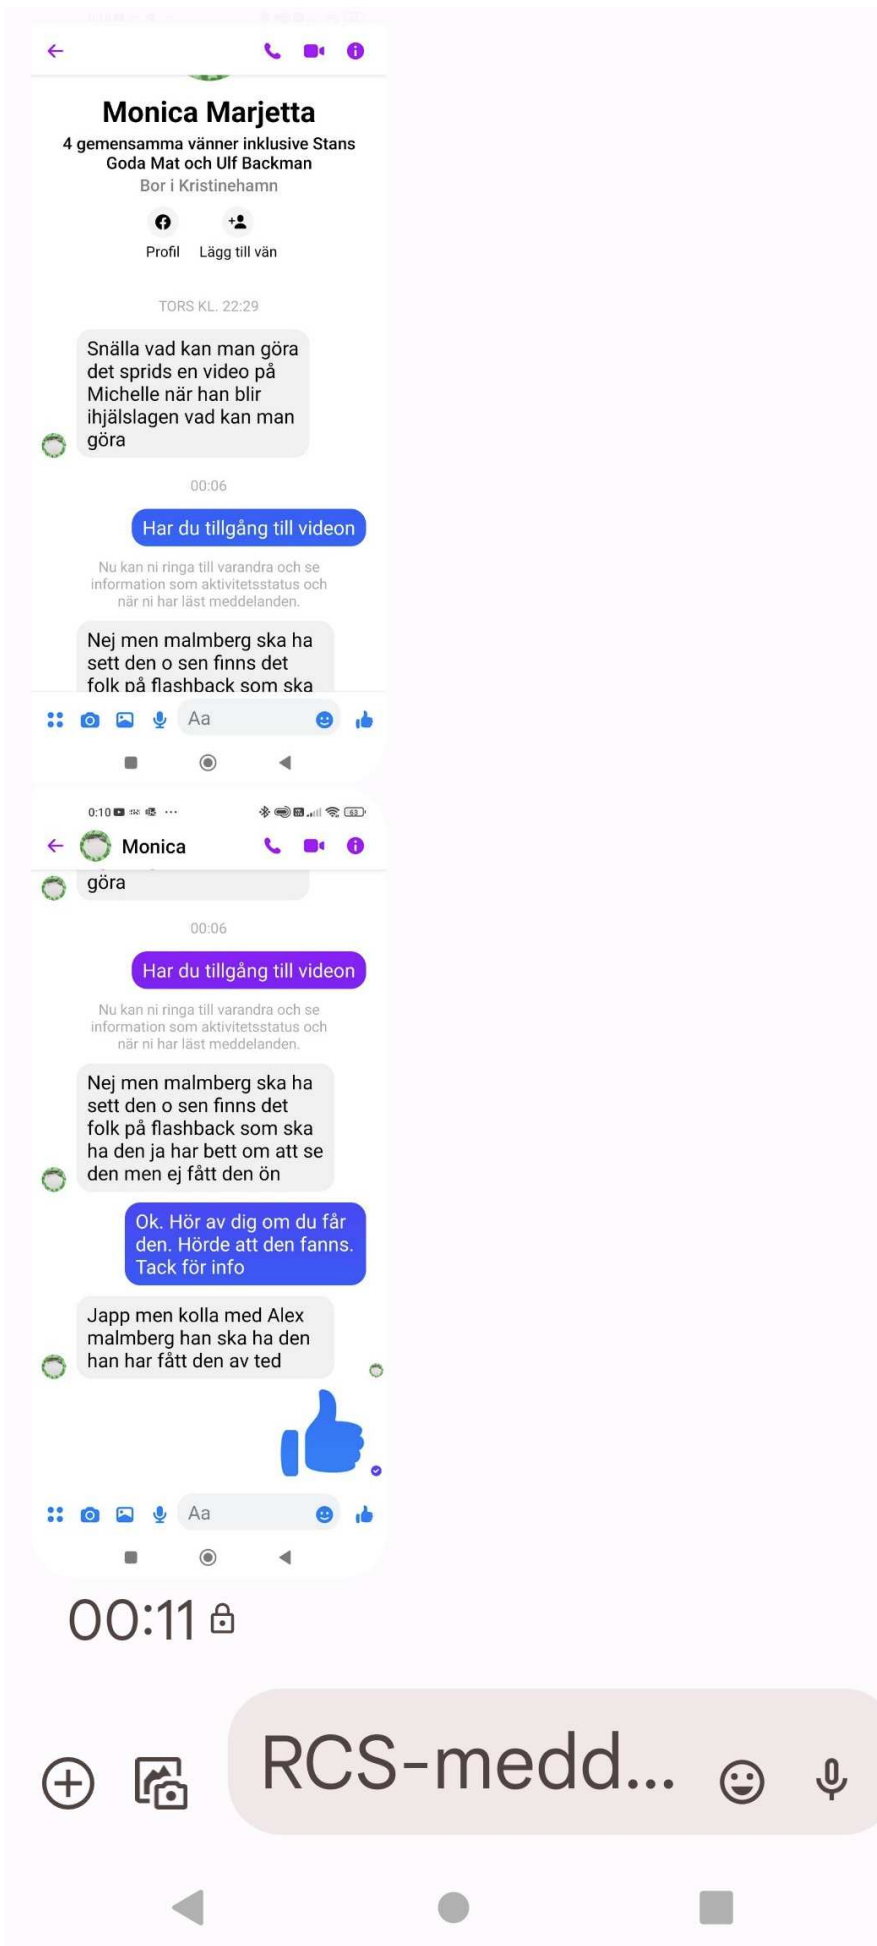 Monica Marjetta
4 gemensamma vänner inklusive Stans
Goda Mat och Ulf Backman
Bor i Kristinehamn
Profil
Lägg till vän
TORS KL. 22:29
Snälla vad kan man göra
det sprids en video på
Michelle när han blir
ihjälslagen vad kan man
göra
00:06
Har du tillgång till videon
Nu kan ni ringa till varandra och se
information som aktivitetsstatus och
när ni har läst meddelanden.
Nej men malmberg ska ha
sett den o sen finns det
folk på flashback som ska
Aa
0:10
63
Monica
göra
00:06
Har du tillgång till videon
Nu kan ni ringa till varandra och se
information som aktivitetsstatus och
när ni har läst meddelanden.
Nej men malmberg ska ha
sett den o sen finns det
folk på flashback som ska
ha den ja har bett om att se
den men ej fått den ön
Ok. Hör av dig om du får
den. Hörde att den fanns.
Tack för info
Japp men kolla med Alex
malmberg han ska ha den
han har fått den av ted
Aa
00:11
RCS-medd...